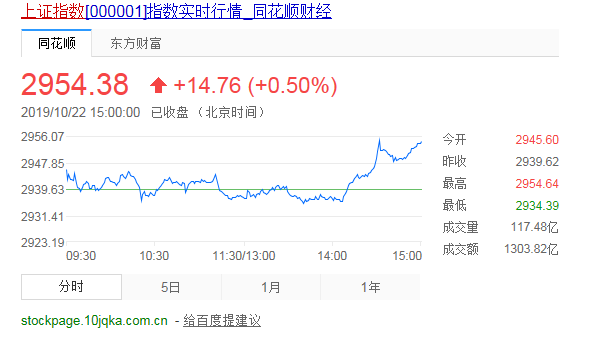 上证指数[000001]指数实时行情_同花顺财经
同花顺 东方财富
2954.38 +14.76 (+0.50%)
2019/10/22 15:00:00 已收盘 （北京时间）
2956.07
2947.85
2939.63
2931.41
2923.19
09:30 10:30 11:30/13:00 14:00 15:00
今开 2945.60
昨收 2939.62
最高 2954.64
最低 2934.39
成交量 117.48亿
成交额 1303.82亿
分时 5日 1月 1年
stockpage.10jqka.com.cn - 给百度提建议